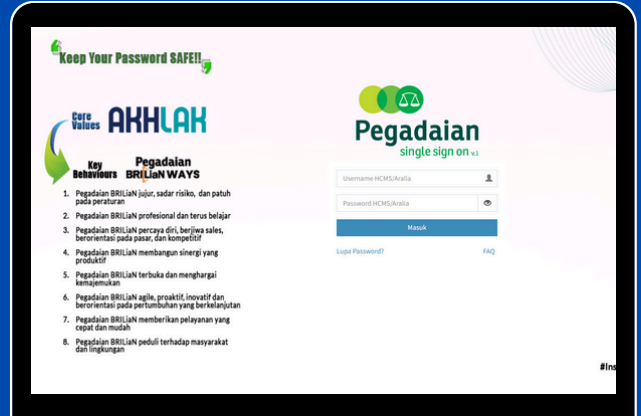 Keep Your Password SAFE!!
Core
Values
AKHLAK
Key
Behaviours
Pegadaian
BRILiaN WAYS
1. Pegadaian BRILiaN jujur, sadar risiko, dan patuh
pada peraturan
2. Pegadaian BRILiaN profesional dan terus belajar
3. Pegadaian BRILiaN percaya diri, berjiwa sales,
berorientasi pada pasar, dan kompetitif
4. Pegadaian BRILiaN membangun sinergi yang
produktif
5. Pegadaian BRILiaN terbuka dan menghargai
kemajemukan
6. Pegadaian BRILiaN agile, proaktif, inovatif dan
berorientasi pada pertumbuhan yang berkelanjutan
7. Pegadaian BRILiaN memberikan pelayanan yang
cepat dan mudah
8. Pegadaian BRILiaN peduli terhadap masyarakat
dan lingkungan
Pegadaian
single sign on
Username HCMS/Aralia
Password HCMS/Aralia
Masuk
Lupa Password? FAQ
#Ins